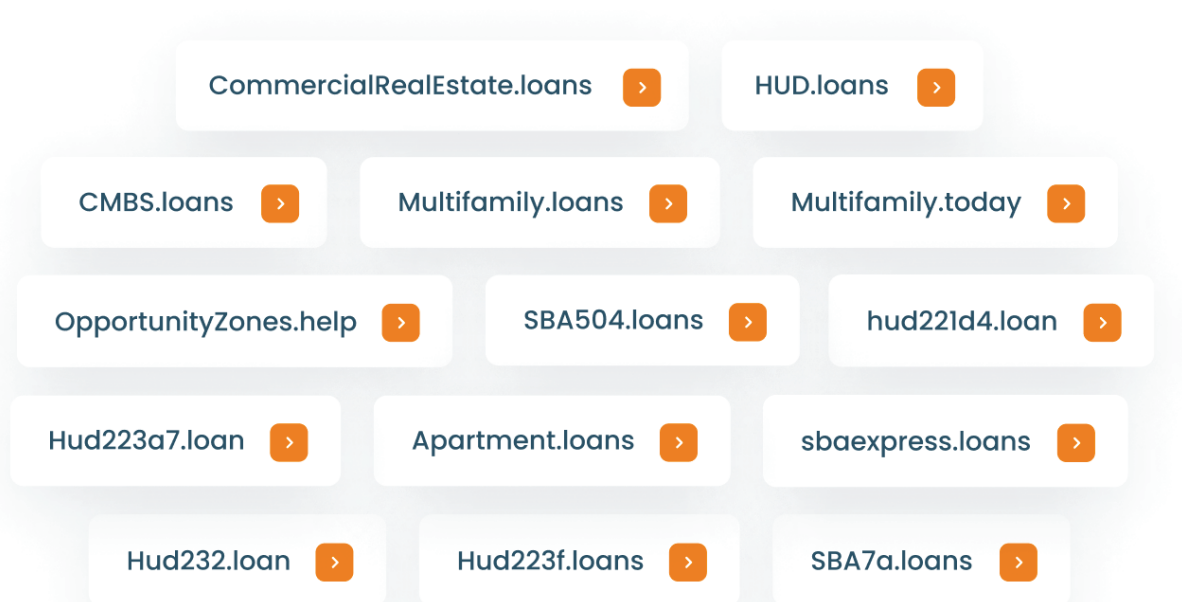 CommercialRealEstate.loans
HUD.loans
CMBS.loans
Multifamily.loans
Multifamily.today
OpportunityZones.help
SBA504.loans
hud221d4.loan
Hud223a7.loan
Apartment.loans
sbaexpress.loans
Hud232.loan
Hud223f.loans
SBA7a.loans